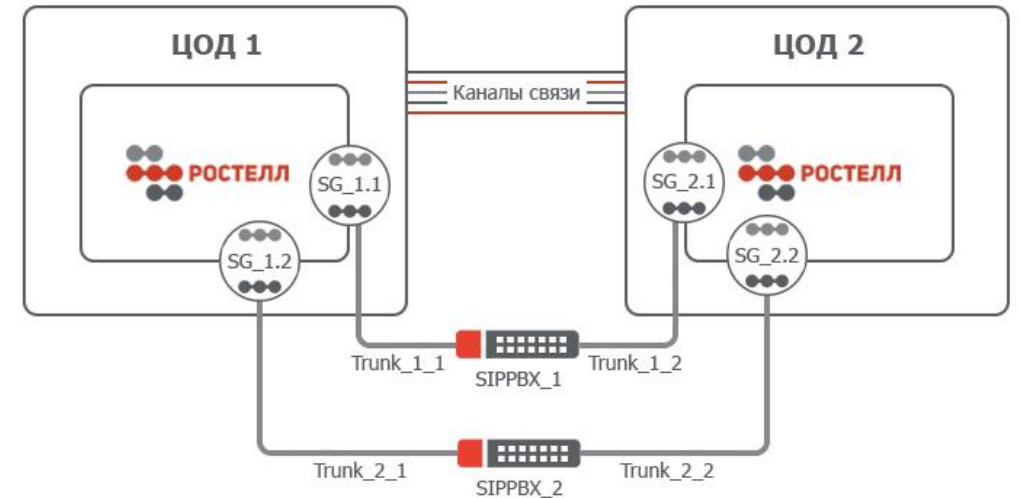 ЦОД 1
ЦОД 2
Каналы связи
РОСТЕЛЛ
SG_1.1
SG_2.1
РОСТЕЛЛ
SG_1.2
SG_2.2
Trunk_1_1
SIPPBX_1
Trunk_1_2
Trunk_2_1
SIPPBX_2
Trunk_2_2